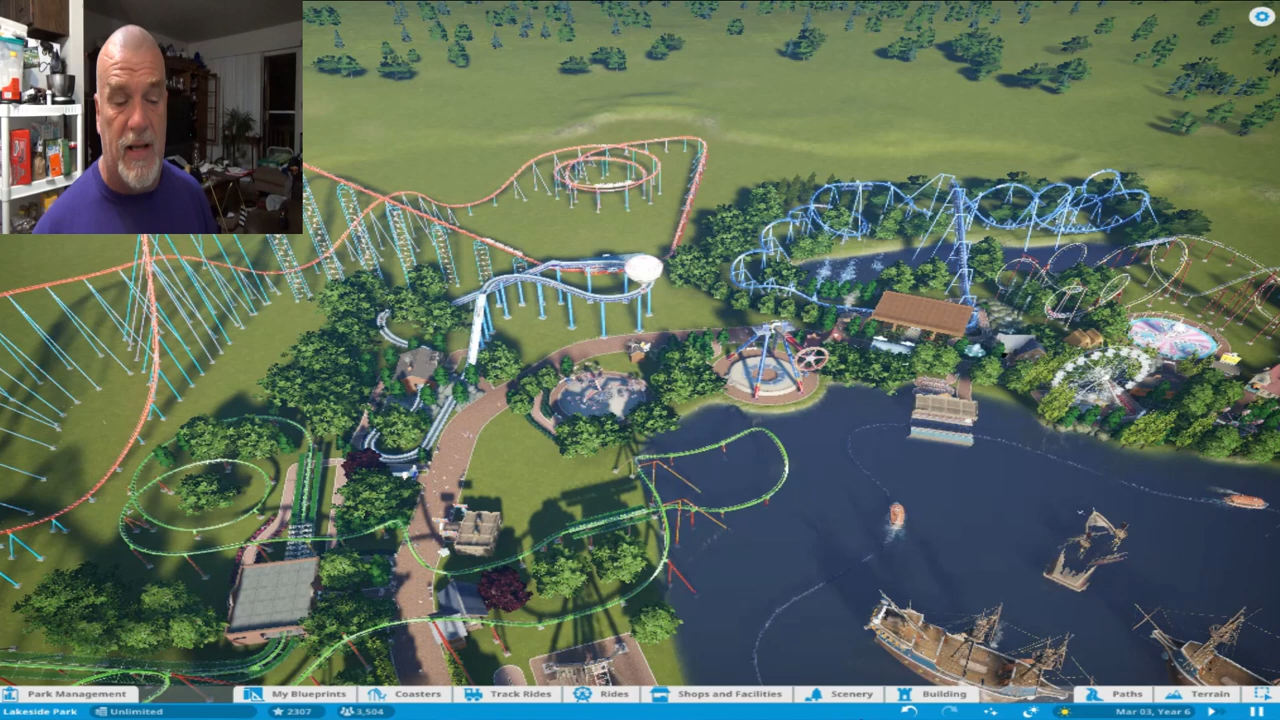 Park Management My Blueprints Coasters Track Rides Rides Shops and Facilities Scenery Building Paths Terrain
Lakeside Park Unlimited 2307 3,504 Mar 03, Year 6